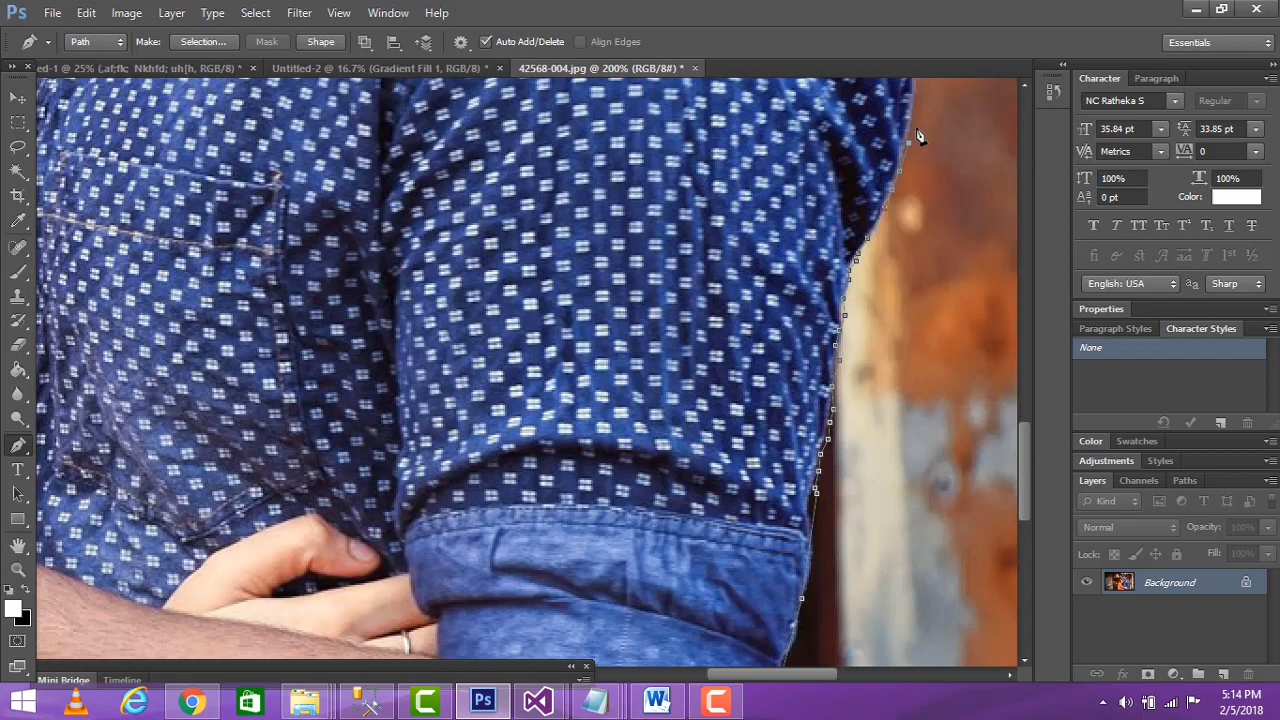 Ps File Edit Image Layer Type Select Filter View Window Help
Path Make: Selection... Mask Shape Auto Add/Delete Align Edges Essentials
ed-1 @ 25% (,af;fk; Nkhfd; uh[h, RGB/8) * × Untitled-2 @ 16.7% (Gradient Fill 1, RGB/8) * × 42568-004.jpg @ 200% (RGB/8#) * ×
Character Paragraph
NC Ratheka S Regular
35.84 pt 33.85 pt
Metrics 0
100% 100%
0 pt Color:
English: USA Sharp
Properties
Paragraph Styles Character Styles
None
Color Swatches
Adjustments Styles
Layers Channels Paths
Kind
Normal Opacity: 100%
Lock: Fill: 100%
Background
Mini Bridge Timeline
5:14 PM
2/5/2018